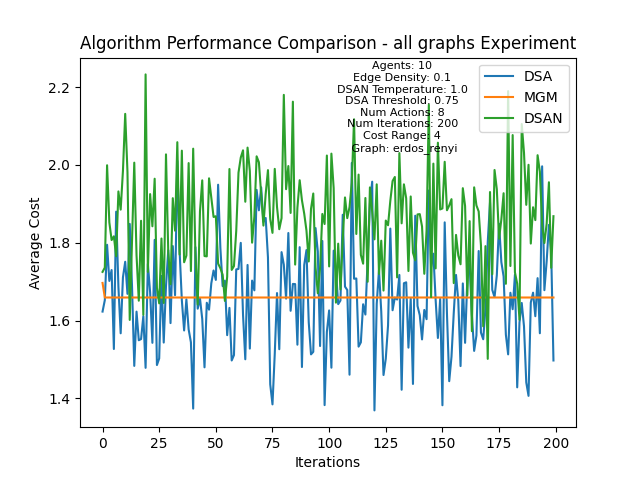 Algorithm Performance Comparison - all graphs Experiment
Agents: 10
Edge Density: 0.1
DSAN Temperature: 1.0
DSA Threshold: 0.75
Num Actions: 8
Num Iterations: 200
Cost Range: 4
Graph: erdos_renyi
DSA
MGM
DSAN
2.2
2.0
1.8
1.6
1.4
Average Cost
0 25 50 75 100 125 150 175 200
Iterations